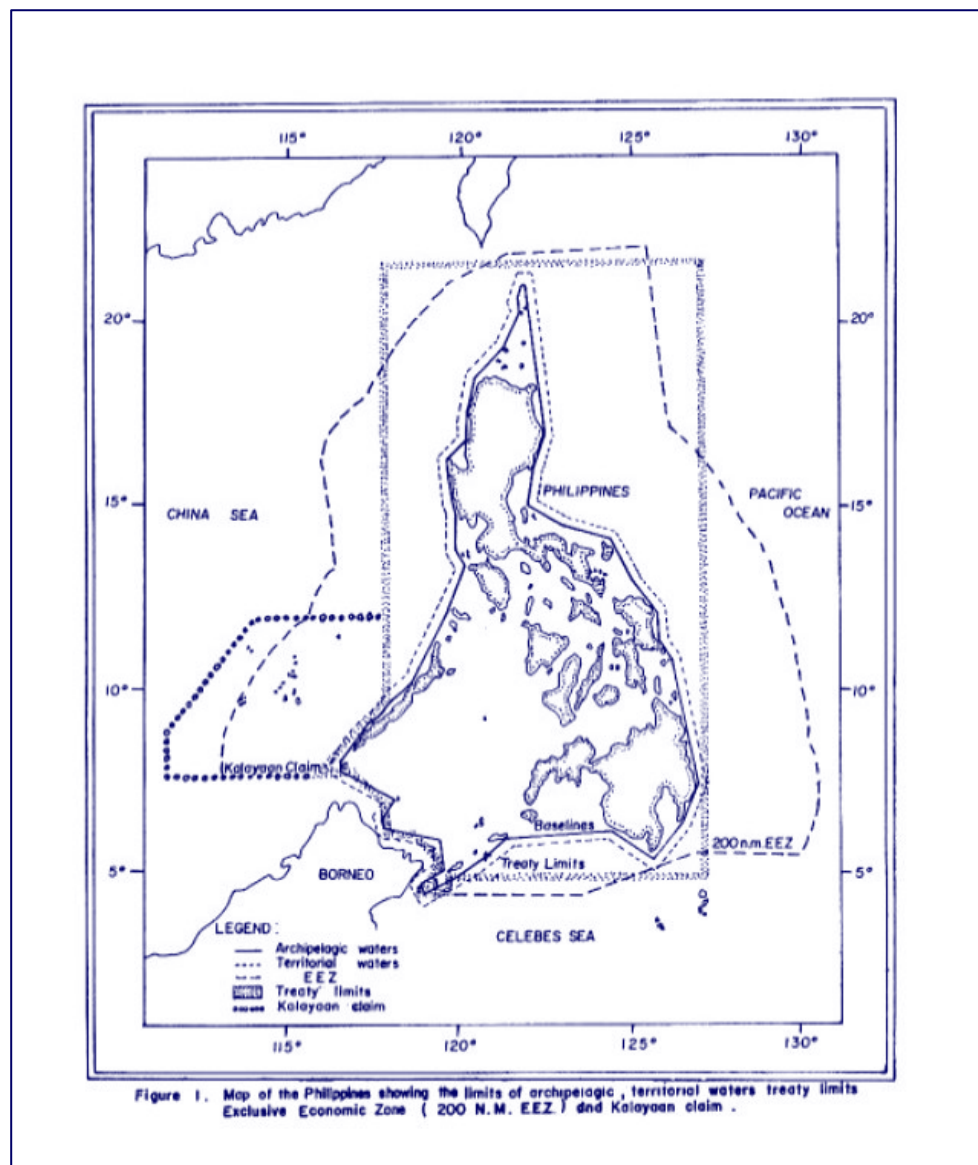 115° 120° 125° 130°
20° 20°
PHILIPPINES
PACIFIC
OCEAN
CHINA SEA
15° 15°
10° 10°
(Kalayaan Claim)
Baselines
200 n.m. EEZ
Treaty Limits
BORNEO
5° 5°
LEGEND:
CELEBES SEA
Archipelagic waters
Territorial waters
EEZ
Treaty limits
Kalayaan claim
115° 120° 125° 130°
Figure 1. Map of the Philippines showing the limits of archipelagic, territorial waters treaty limits
Exclusive Economic Zone ( 200 N.M. EEZ ) and Kalayaan claim .